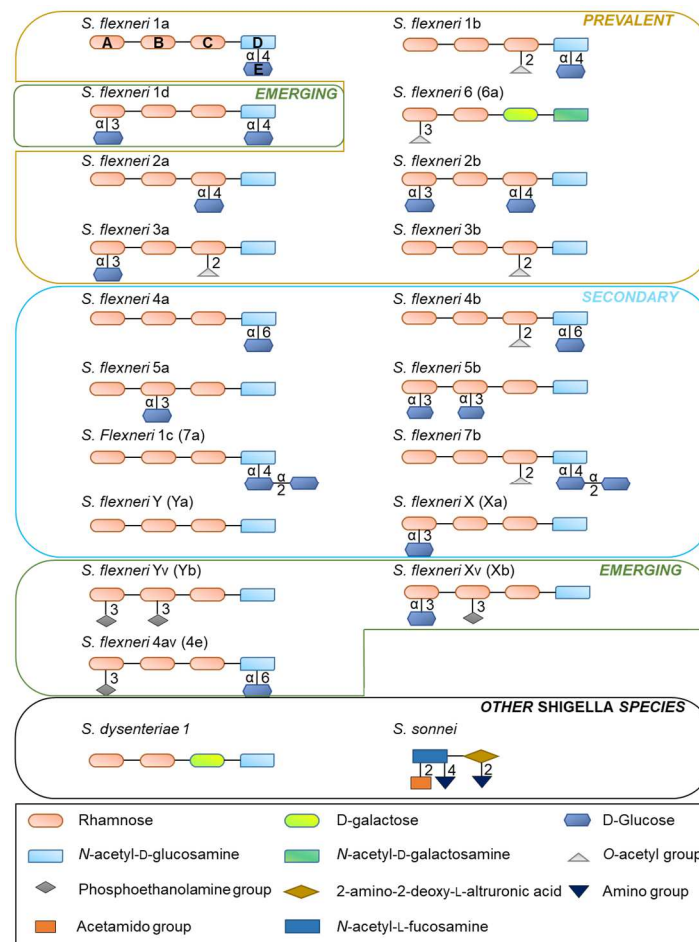 S. flexneri 1a
S. flexneri 1b
PREVALENT
A B C D
α 4
E
2
α 4
S. flexneri 1d
EMERGING
S. flexneri 6 (6a)
α 3
α 4
3
S. flexneri 2a
S. flexneri 2b
α 4
α 3
α 4
S. flexneri 3a
S. flexneri 3b
α 3
2
2
S. flexneri 4a
S. flexneri 4b
SECONDARY
α 6
2
α 6
S. flexneri 5a
S. flexneri 5b
α 3
α 3
α 3
S. Flexneri 1c (7a)
S. flexneri 7b
α 4
α
2
2
α 4
α
2
S. flexneri Y (Ya)
S. flexneri X (Xa)
α 3
S. flexneri Yv (Yb)
S. flexneri Xv (Xb)
EMERGING
3
3
α 3
3
S. flexneri 4av (4e)
3
α 6
OTHER SHIGELLA SPECIES
S. dysenteriae 1
S. sonnei
2 4
2
Rhamnose
D-galactose
D-Glucose
N-acetyl-D-glucosamine
N-acetyl-D-galactosamine
O-acetyl group
Phosphoethanolamine group
2-amino-2-deoxy-L-altruronic acid
Amino group
Acetamido group
N-acetyl-L-fucosamine